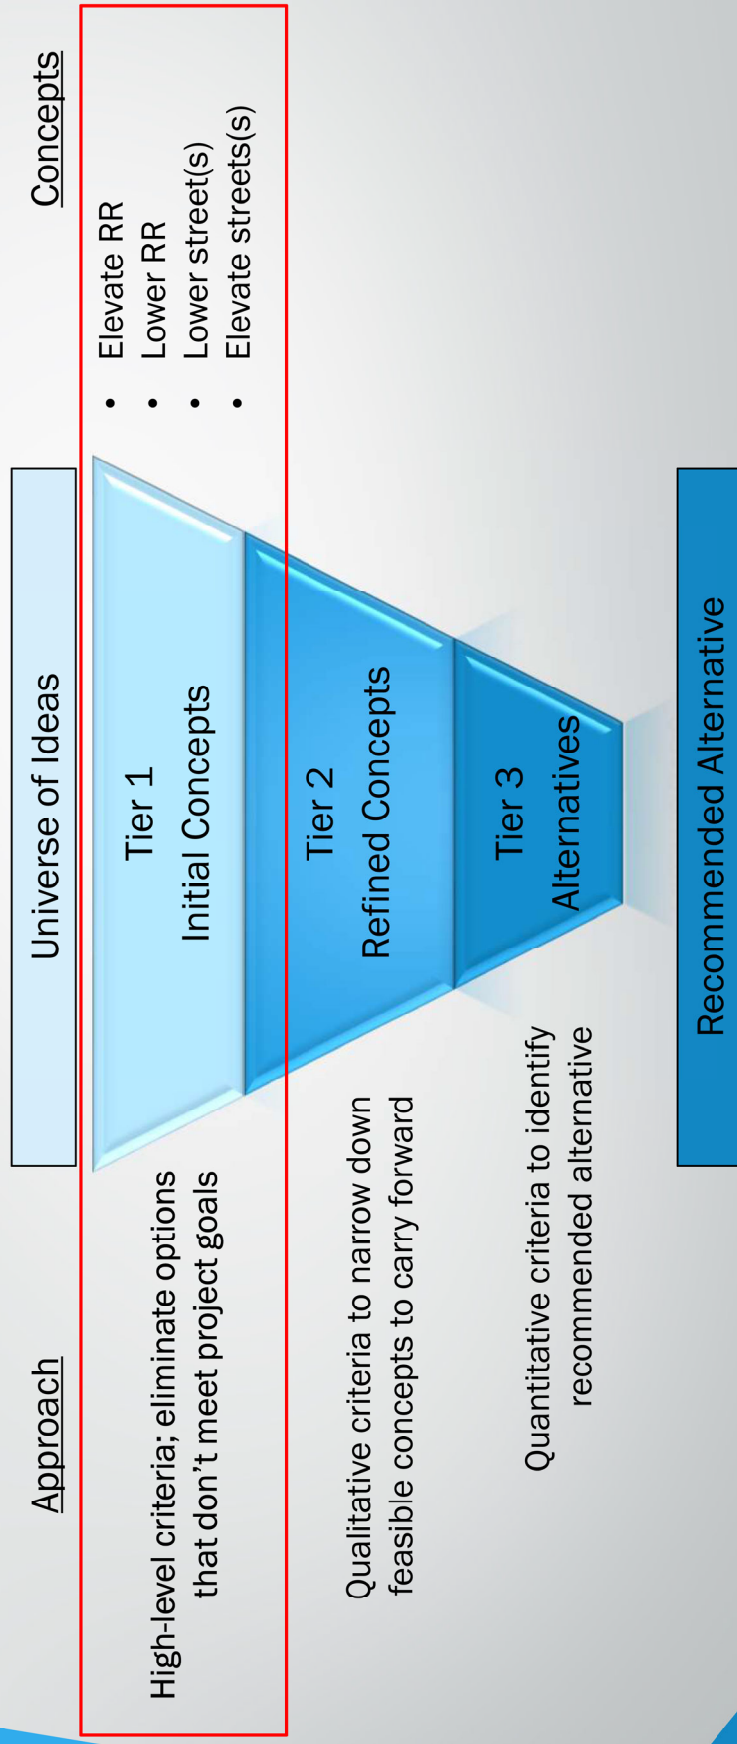 Approach
Universe of Ideas
Concepts
High-level criteria; eliminate options
that don't meet project goals
Tier 1
Initial Concepts
• Elevate RR
• Lower RR
• Lower street(s)
• Elevate streets(s)
Qualitative criteria to narrow down
feasible concepts to carry forward
Tier 2
Refined Concepts
Quantitative criteria to identify
recommended alternative
Tier 3
Alternatives
Recommended Alternative